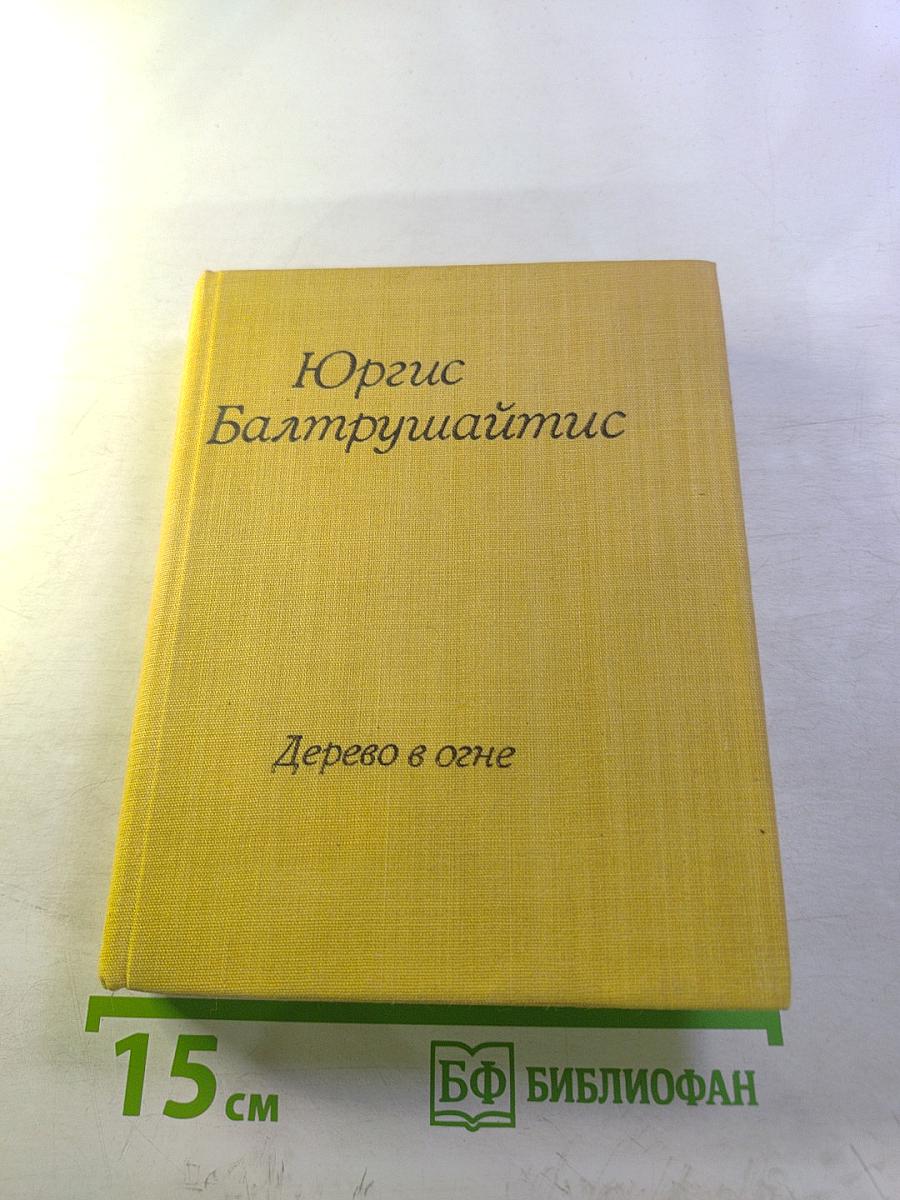 Юргис
Балтрушайтис
Дерево в огне
15 см
БФ БИБЛИОФАН